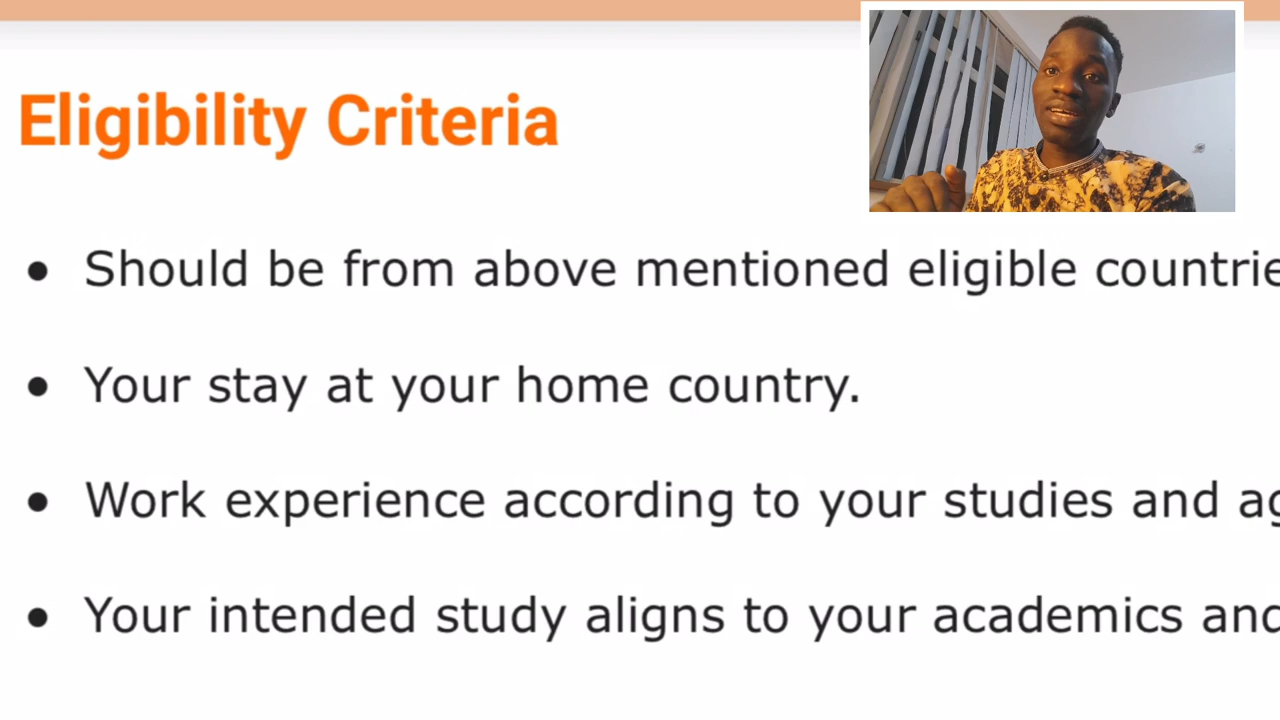 Eligibility Criteria
• Should be from above mentioned eligible
• Your stay at your home country.
• Work experience according to your studies and
• Your intended study aligns to your academics